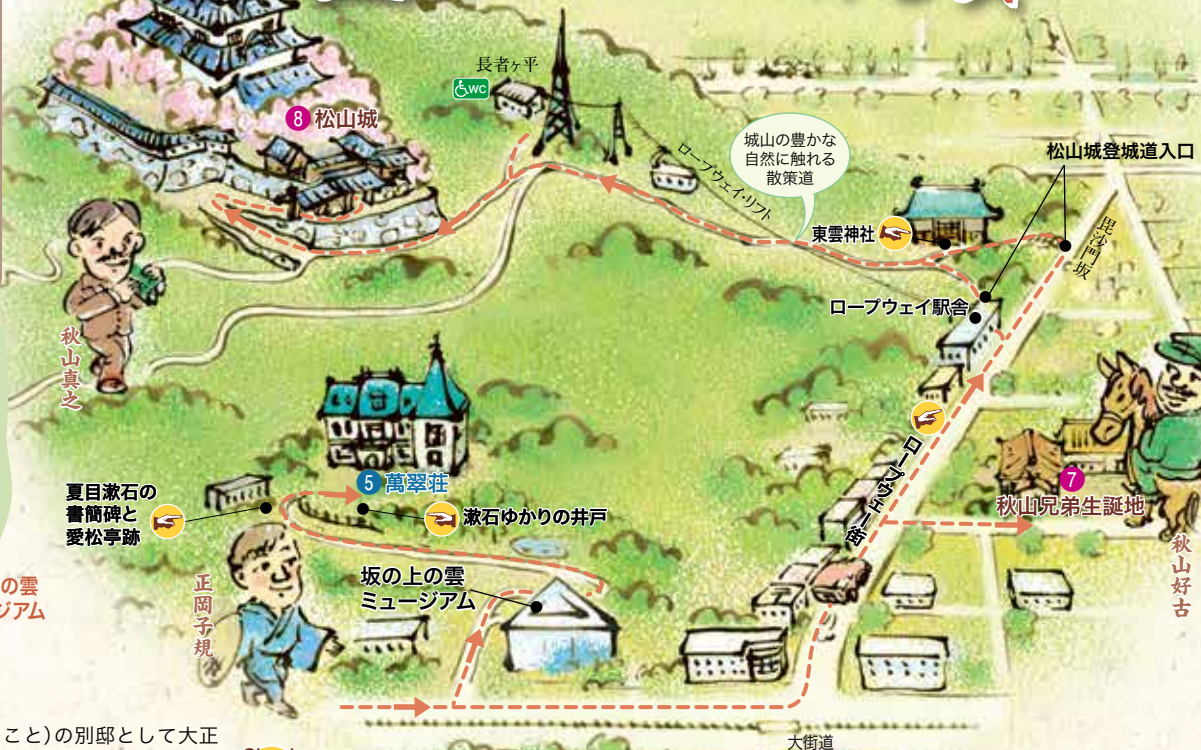 長者ヶ平
WC
8 松山城
城山の豊かな
自然に触れる
散策道
松山城登城道入口
ロープウェイ・リフト
東雲神社
毘沙門坂
ロープウェイ駅舎
秋山真之
5 萬翠荘
ロープウェー街
7
秋山兄弟生誕地
夏目漱石の
書簡碑と
愛松亭跡
漱石ゆかりの井戸
秋山好古
坂の上の雲
ミュージアム
の雲
ジアム
正岡子規
こと)の別邸として大正
大街道